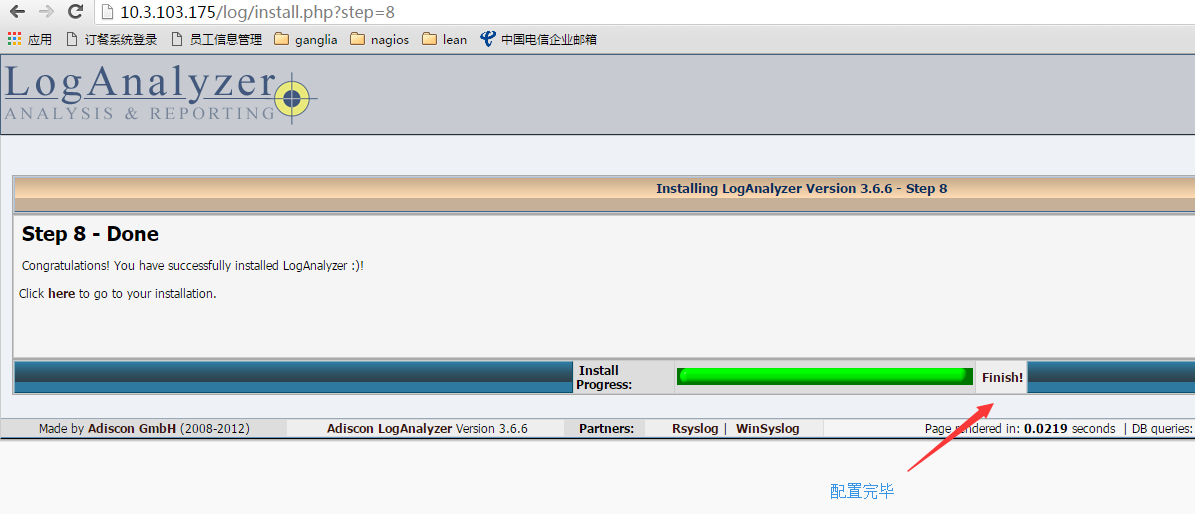 10.3.103.175/log/install.php?step=8
应用 订餐系统登录 员工信息管理 ganglia nagios lean 中国电信企业邮箱
LogAnalyzer
ANALYSIS & REPORTING
Installing LogAnalyzer Version 3.6.6 - Step 8
Step 8 - Done
Congratulations! You have successfully installed LogAnalyzer :)!
Click here to go to your installation.
Install
Progress:
Finish!
Made by Adiscon GmbH (2008-2012) Adiscon LogAnalyzer Version 3.6.6 Partners: Rsyslog | WinSyslog Page rendered in: 0.0219 seconds | DB queries:
配置完毕